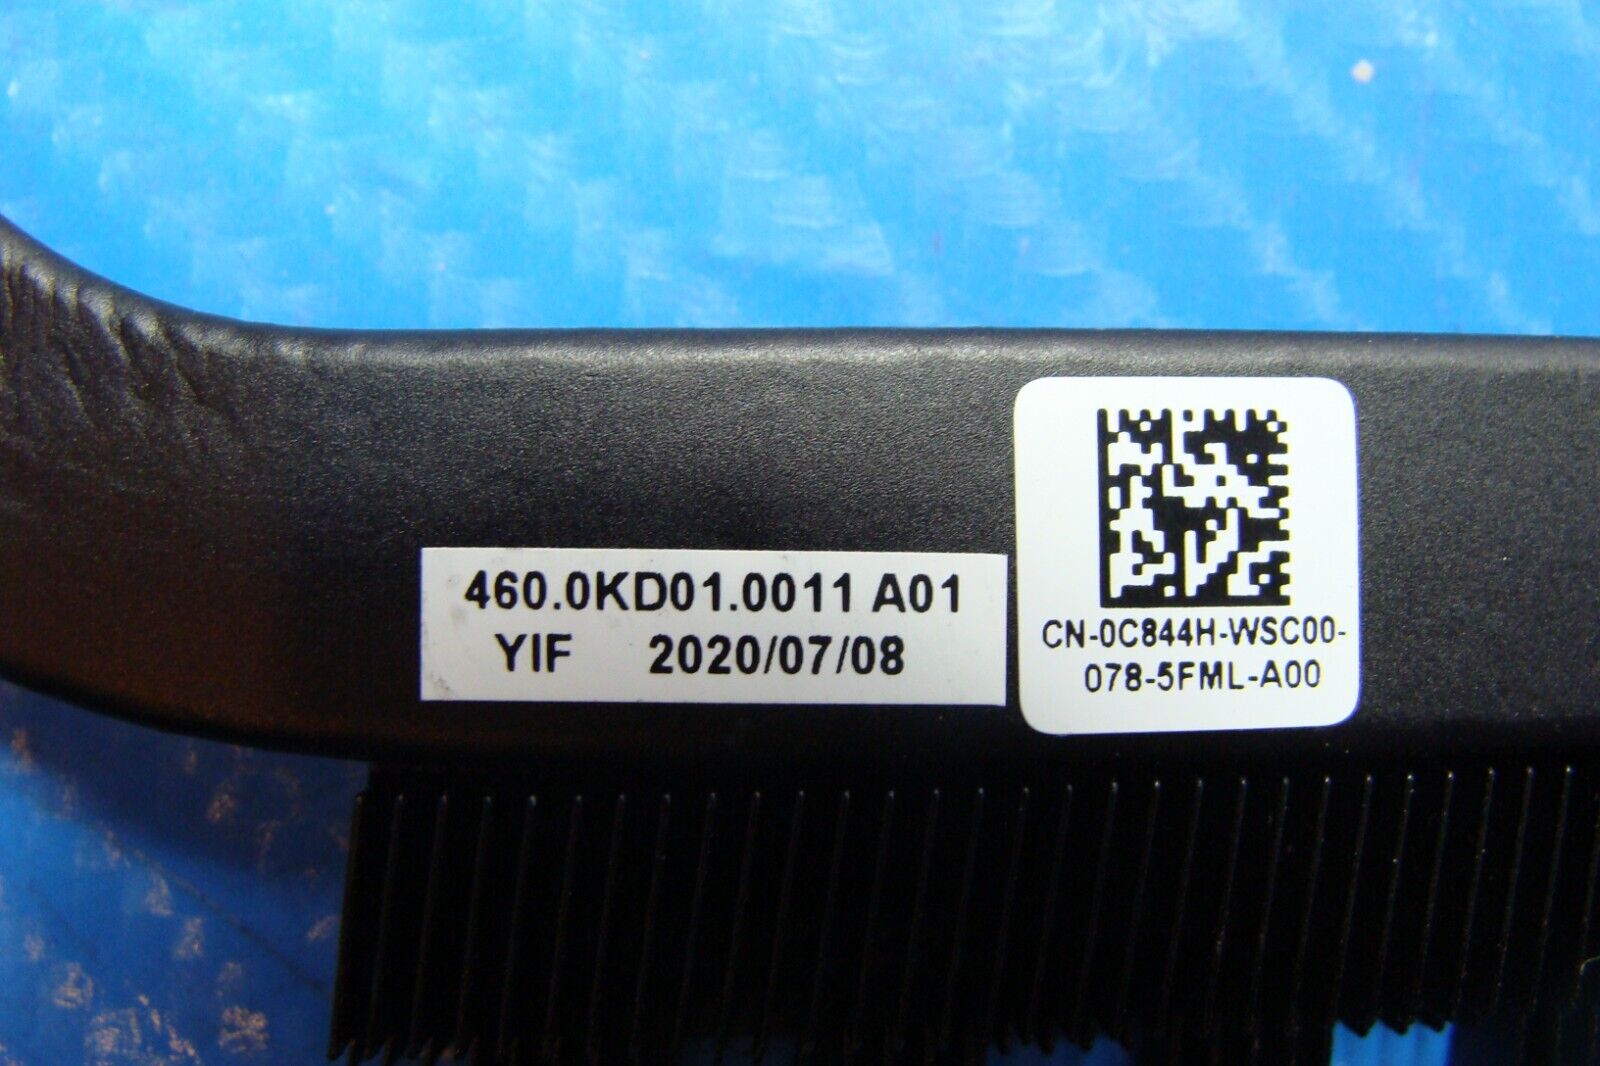 460.0KD01.0011 A01
YIF 2020/07/08
CN-0C844H-WSC00-
078-5FML-A00